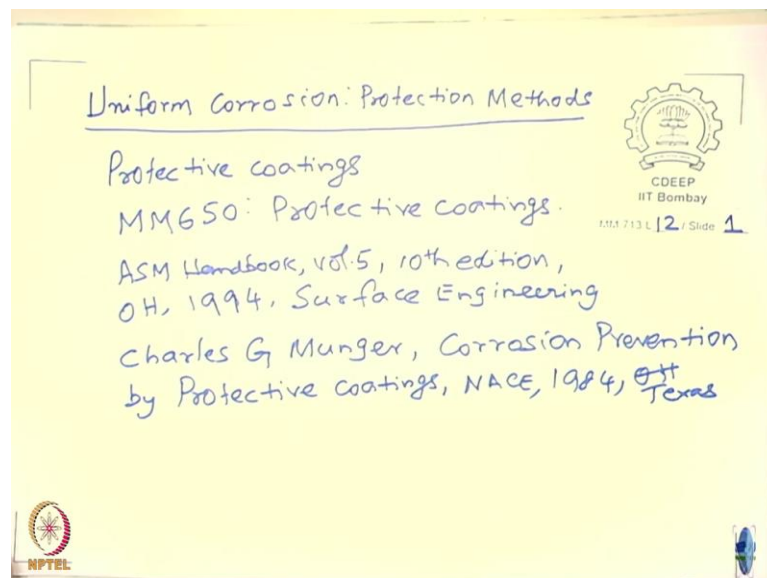 Uniform Corrosion: Protection Methods
Protective coatings
MM650: Protective coatings.
ASM Handbook, vol.5, 10th edition,
OH, 1994, Surface Engineering
Charles G Munger, Corrosion Prevention
by Protective coatings, NACE, 1984,
Texas
CDEEP
IIT Bombay
MM 713 L 12 / Slide 1
NPTEL